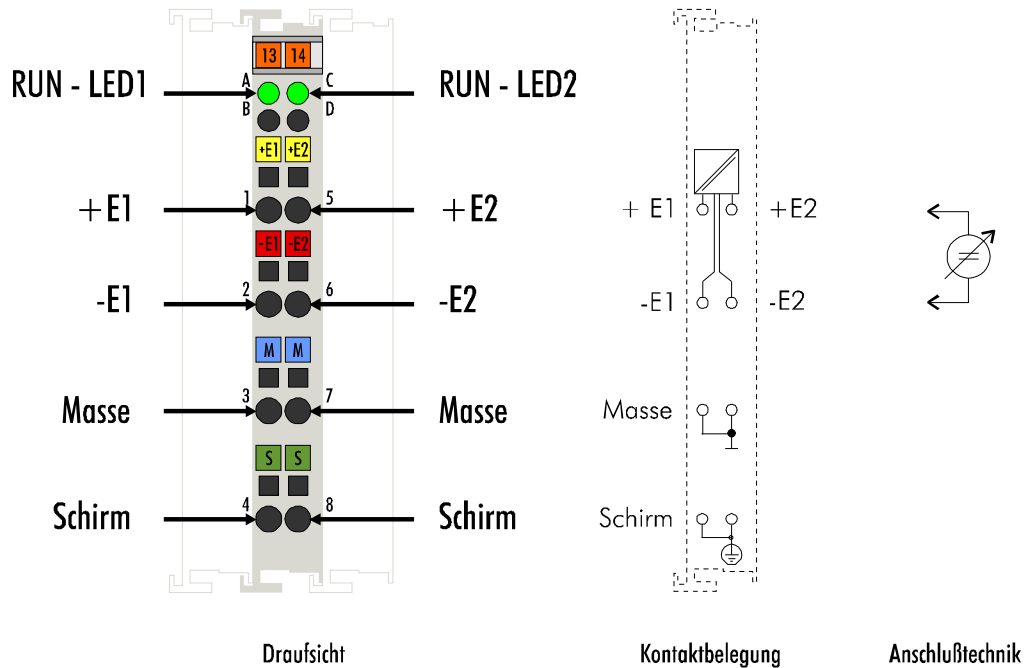 13 14
RUN - LED1 A C RUN - LED2
B D
+E1 +E2
+E1 1 5 +E2 + E1 +E2
-E1 -E2
-E1 2 6 -E2 -E1 -E2
M M
Masse 3 7 Masse Masse
S S
Schirm 4 8 Schirm Schirm
Draufsicht Kontaktbelegung Anschlußtechnik